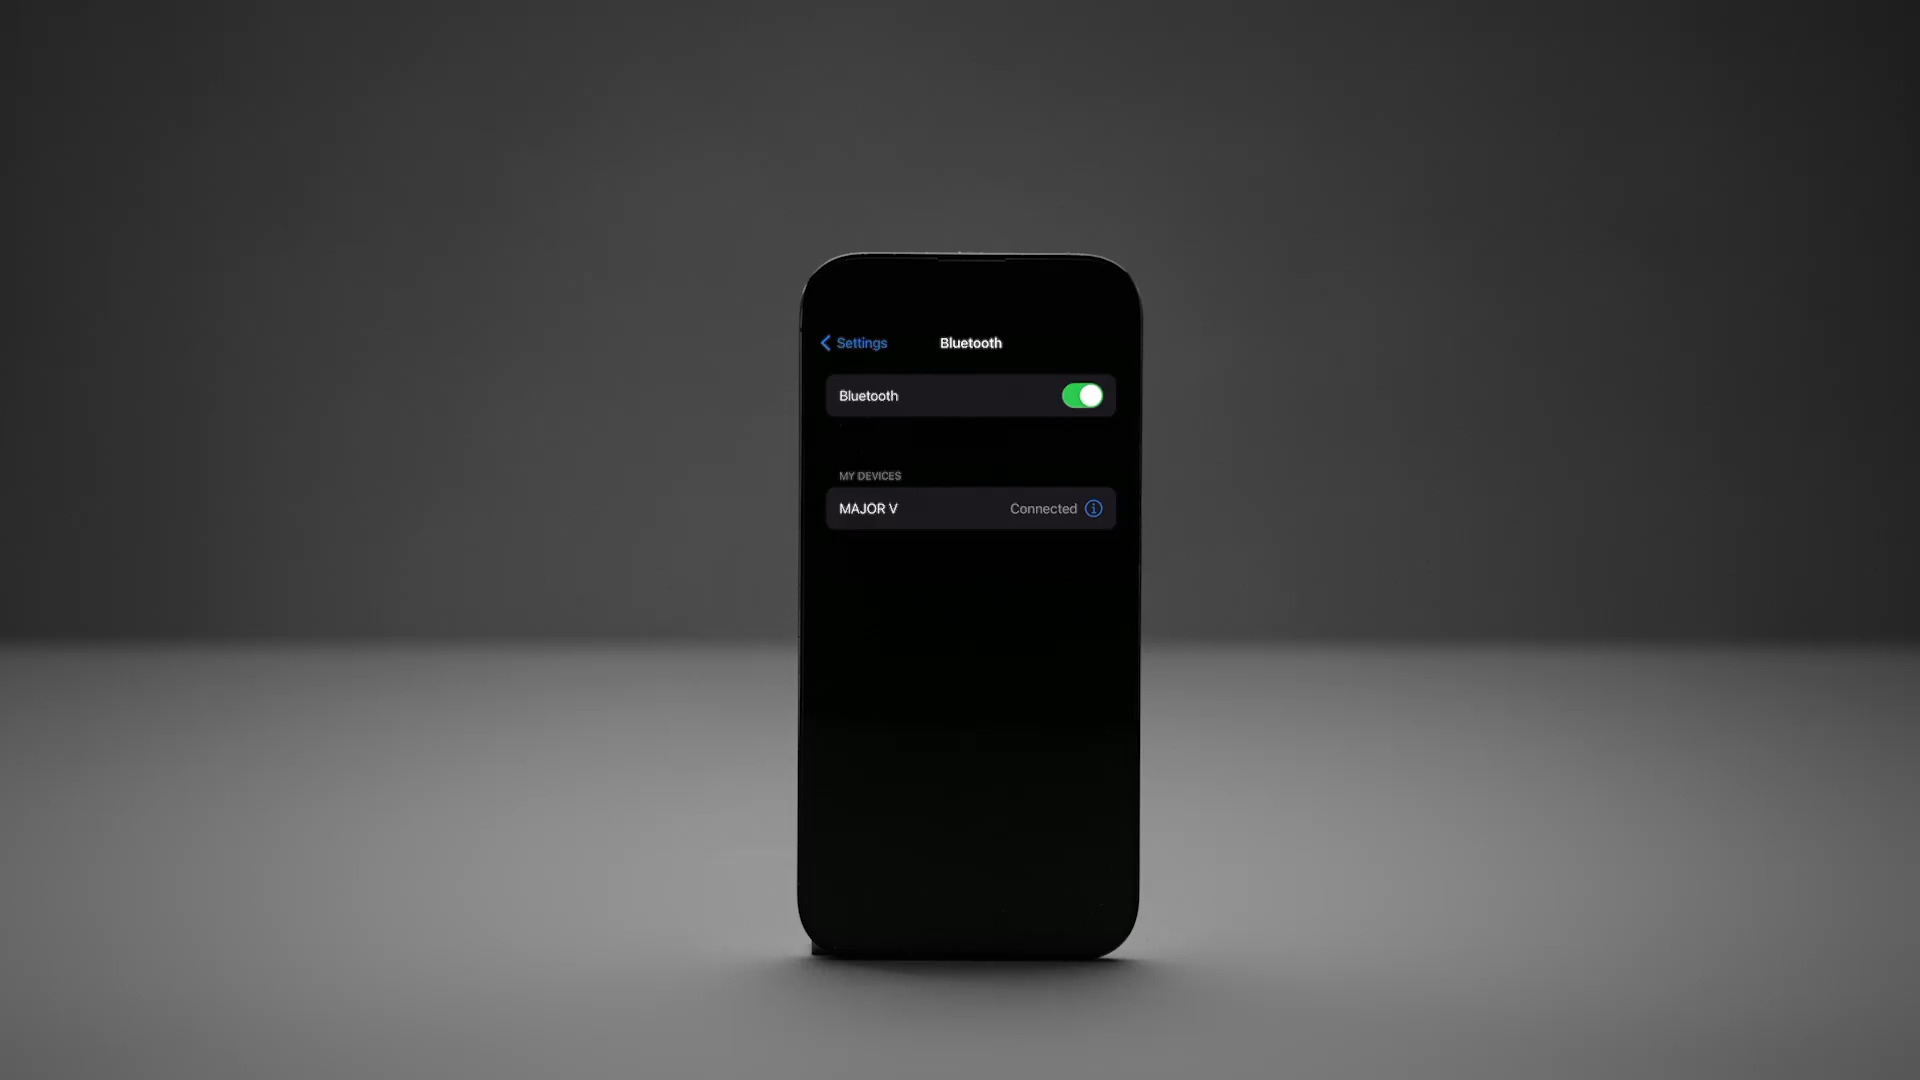 Settings
Bluetooth
Bluetooth
MY DEVICES
MAJOR V Connected